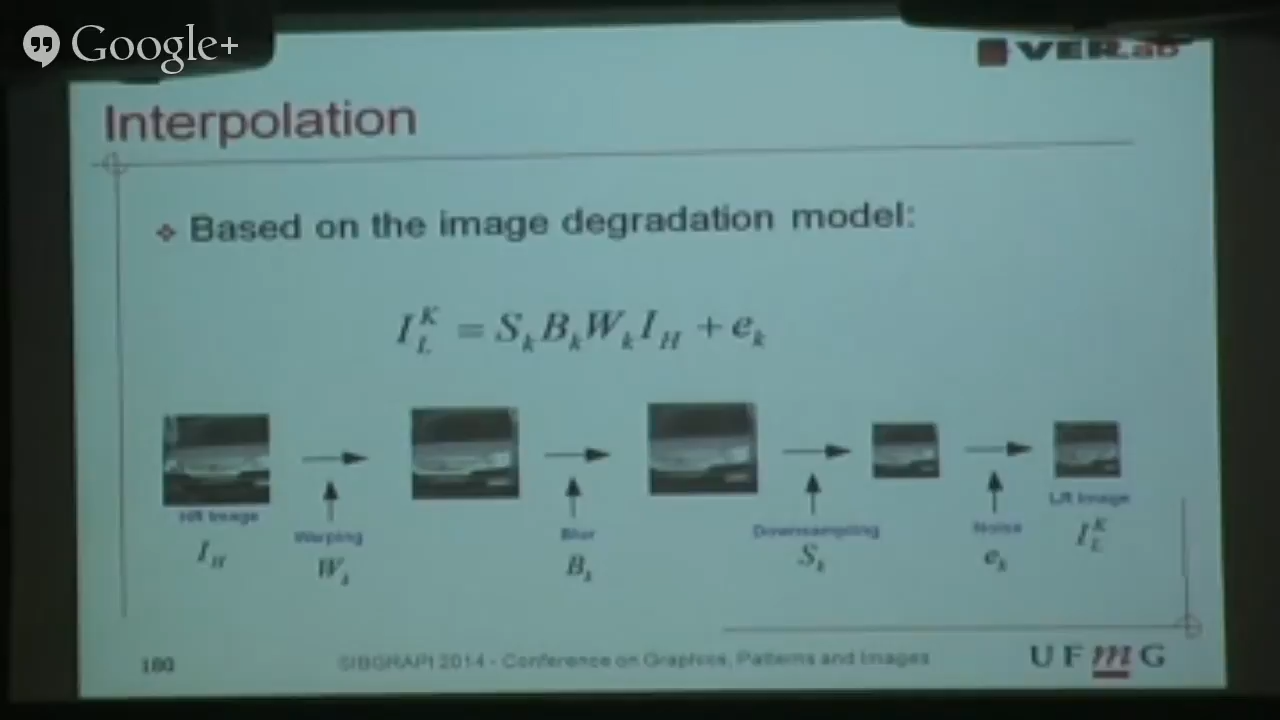 Google+
VERLab
Interpolation
❖ Based on the image degradation model:
I_L^K = S_k B_k W_k I_H + e_k
HR Image
Warping
Blur
Downsampling
Noise
LR Image
I_H
W_k
B_k
S_k
e_k
I_L^K
180
SIBGRAPI 2014 - Conference on Graphics, Patterns and Images
UFmG